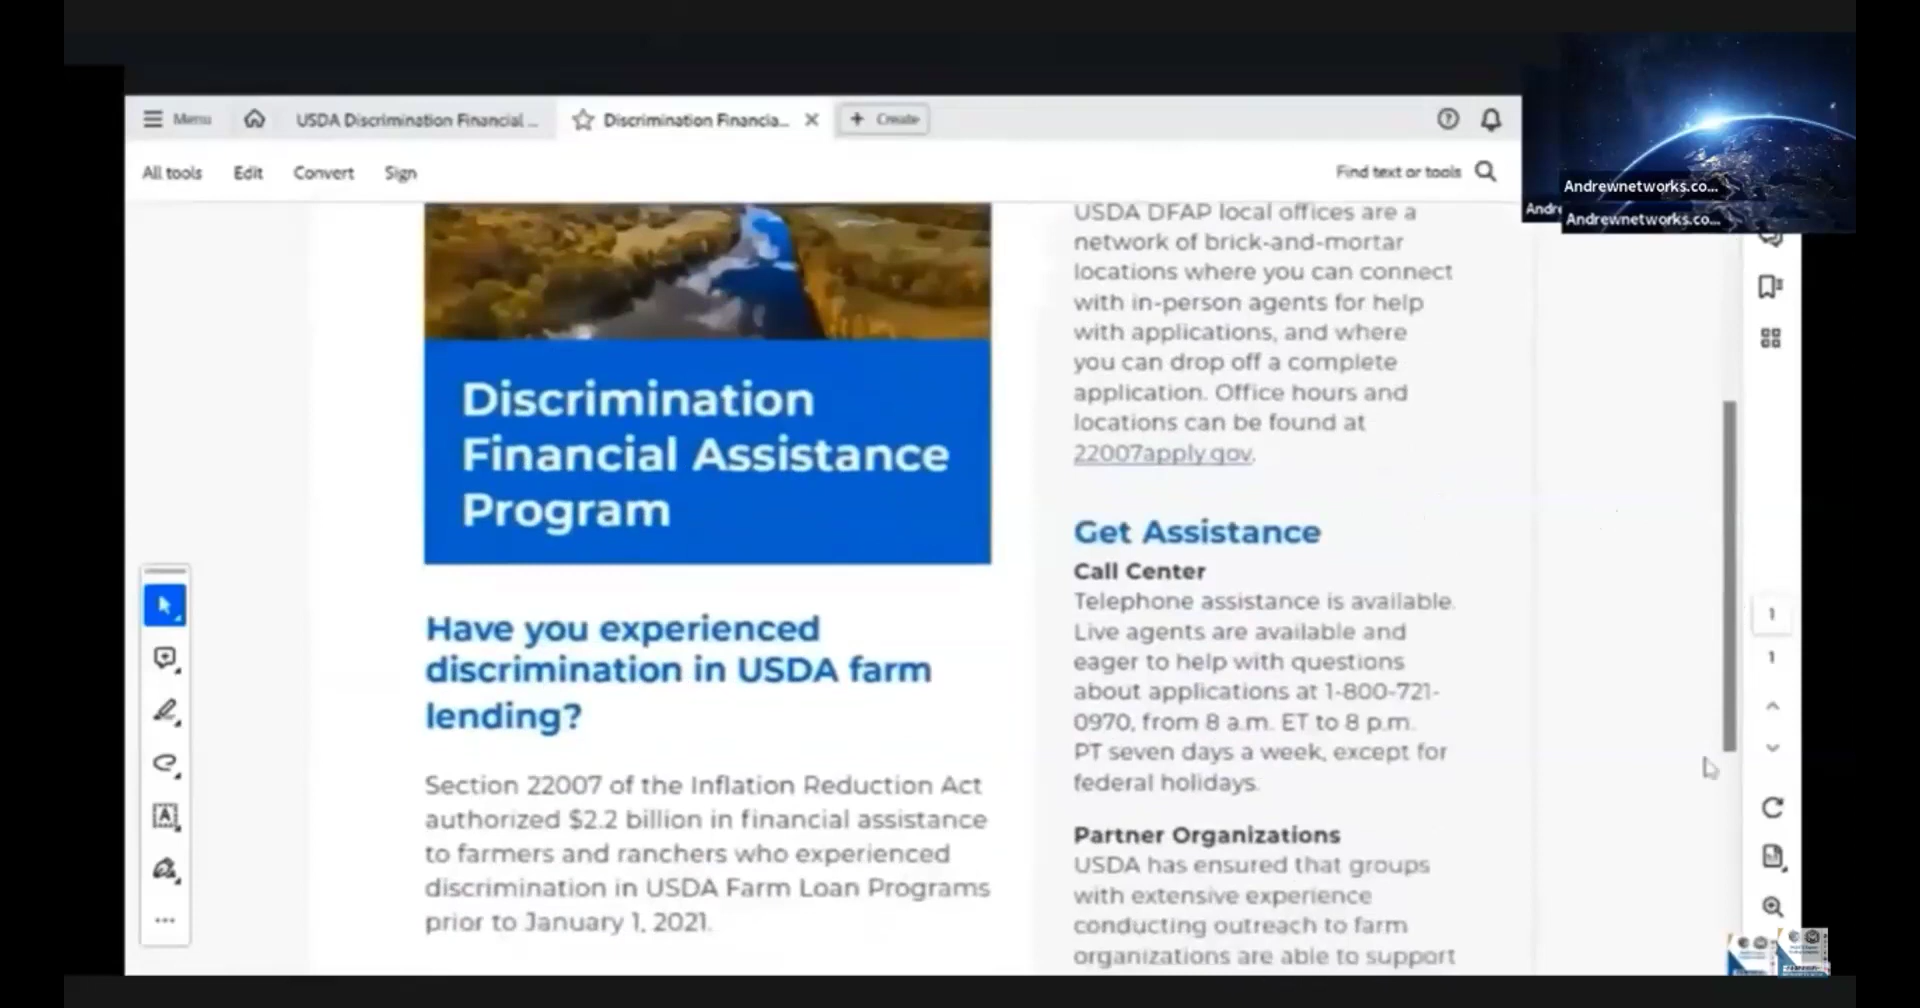 Menu
USDA Discrimination Financial ...
Discrimination Financia...
Create
All tools
Edit
Convert
Sign
Find text or tools
Andrewnetworks.co...
Andre
Andrewnetworks.co...
Discrimination
Financial Assistance
Program
Have you experienced
discrimination in USDA farm
lending?
Section 22007 of the Inflation Reduction Act
authorized $2.2 billion in financial assistance
to farmers and ranchers who experienced
discrimination in USDA Farm Loan Programs
prior to January 1, 2021.
USDA DFAP local offices are a
network of brick-and-mortar
locations where you can connect
with in-person agents for help
with applications, and where
you can drop off a complete
application. Office hours and
locations can be found at
22007apply.gov.
Get Assistance
Call Center
Telephone assistance is available.
Live agents are available and
eager to help with questions
about applications at 1-800-721-
0970, from 8 a.m. ET to 8 p.m.
PT seven days a week, except for
federal holidays.
Partner Organizations
USDA has ensured that groups
with extensive experience
conducting outreach to farm
organizations are able to support
1
1